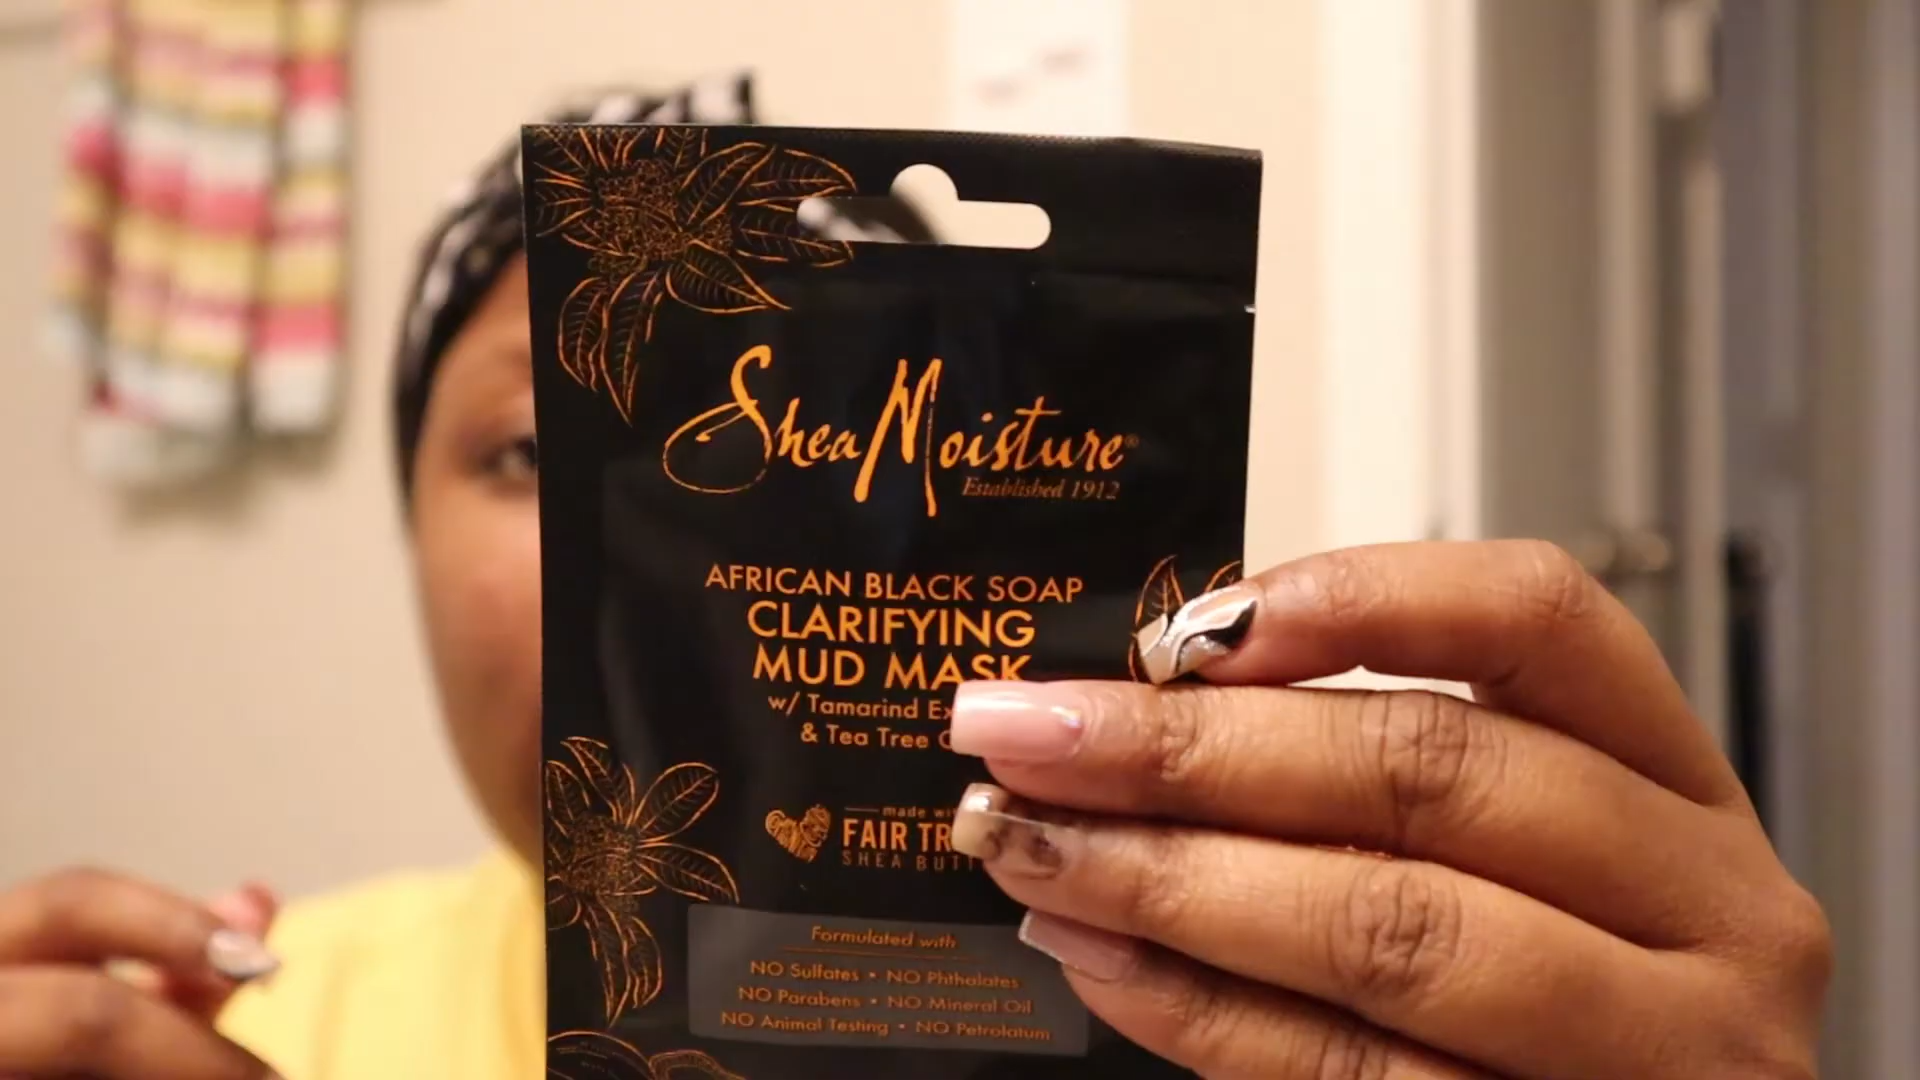 SheaMoisture®
Established 1912
AFRICAN BLACK SOAP
CLARIFYING
MUD MASK
w/ Tamarind
& Tea Tree
made
FAIR
SHEA
Formulated with
NO Sulfates • NO Phthalates
NO Parabens • NO Mineral Oil
NO Animal Testing • NO Petrolatum